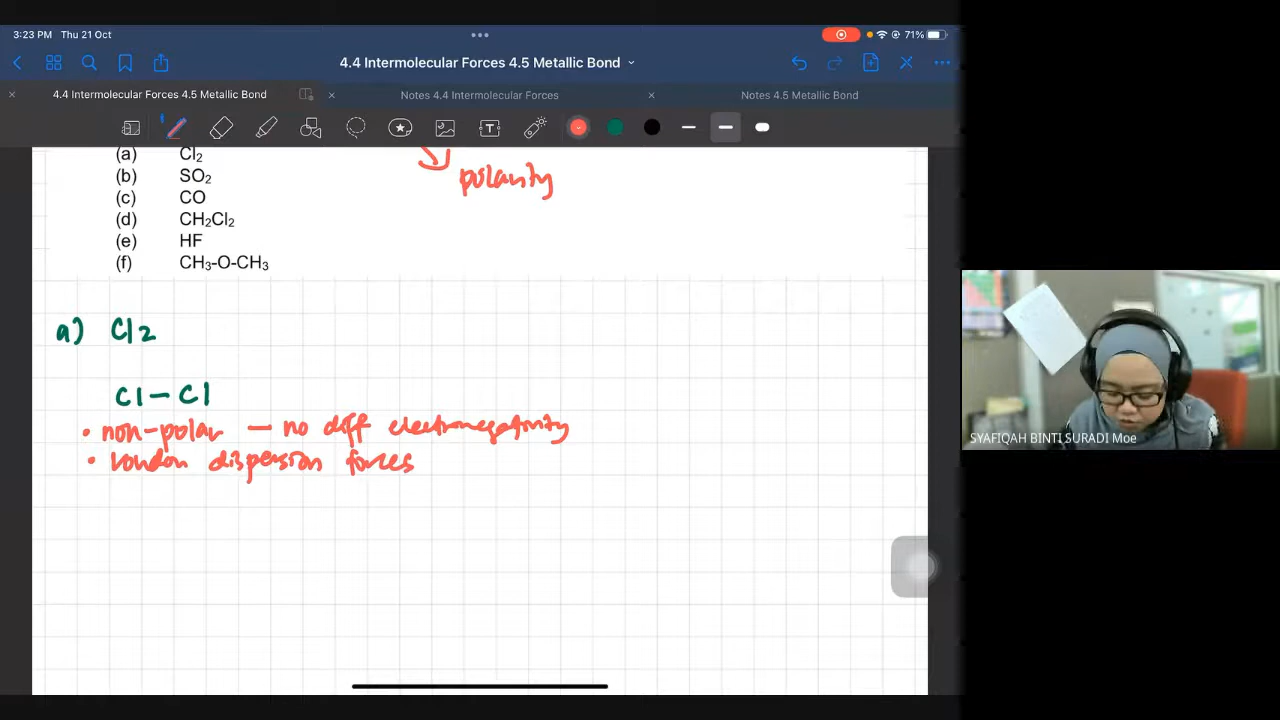 3:23 PM Thu 21 Oct
71%
4.4 Intermolecular Forces 4.5 Metallic Bond
4.4 Intermolecular Forces 4.5 Metallic Bond
Notes 4.4 Intermolecular Forces
Notes 4.5 Metallic Bond
(a) Cl2
polarity
(b) SO2
(c) CO
(d) CH2Cl2
(e) HF
(f) CH3-O-CH3
a) Cl2
Cl – Cl
• non-polar — no diff electronegativity
• London dispersion forces
SYAFIQAH BINTI SURADI Moe